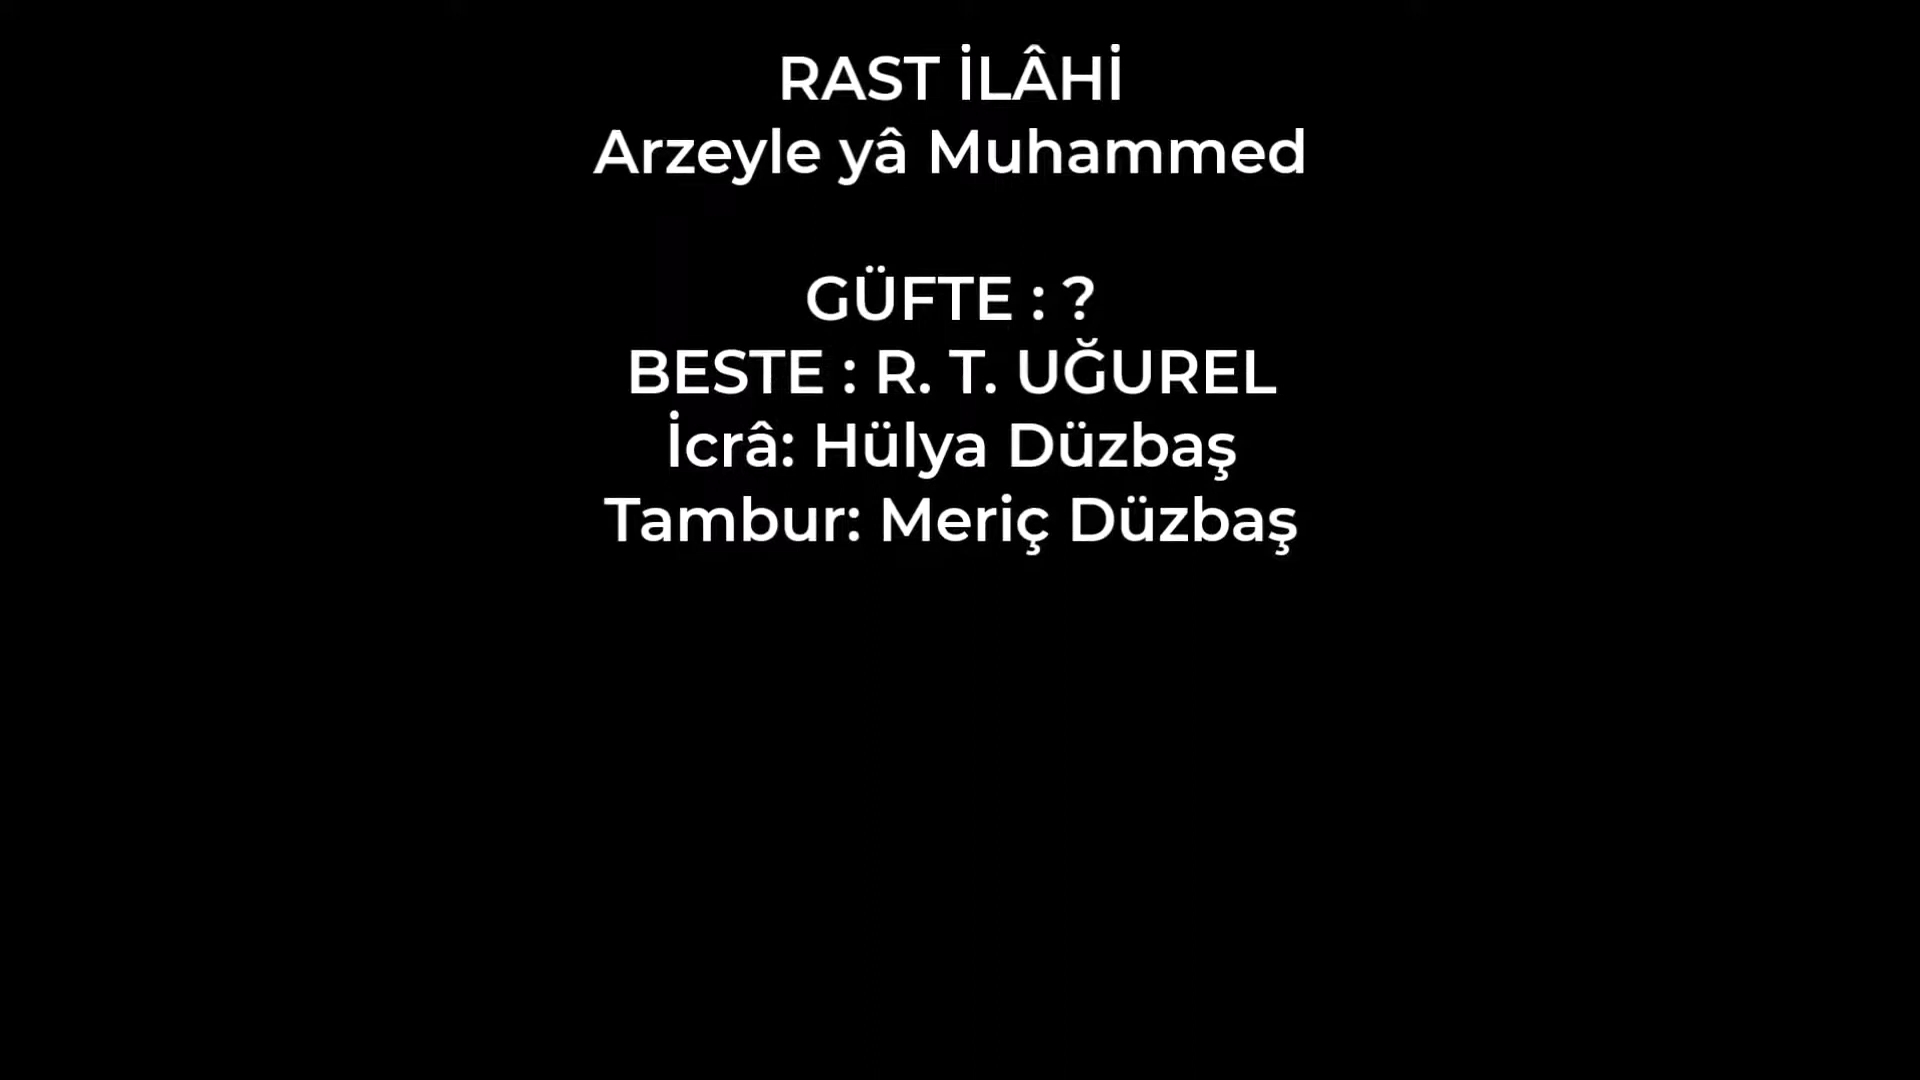 RAST İLÂHİ
Arzeyle yâ Muhammed
GÜFTE : ?
BESTE : R. T. UĞUREL
İcrâ: Hülya Düzbaş
Tambur: Meriç Düzbaş